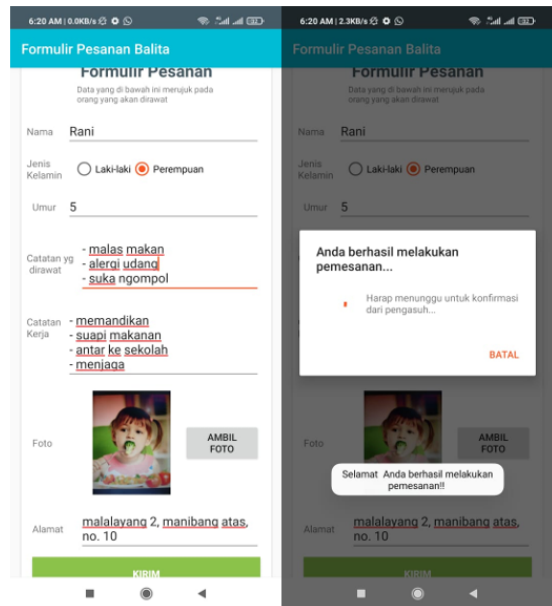 6:20 AM | 0.0KB/s
Formulir Pesanan Balita
Formulir Pesanan
Data yang di bawah ini merujuk pada
orang yang akan dirawat
Nama Rani
Jenis
Kelamin
Laki-laki Perempuan
Umur 5
Catatan yg
dirawat
- malas makan
- alergi udang
- suka ngompol
Catatan
Kerja
- memandikan
- suapi makanan
- antar ke sekolah
- menjaga
Foto
AMBIL
FOTO
Alamat
malalayang 2, manibang atas,
no. 10
KIRIM
6:20 AM | 2.3KB/s
Formulir Pesanan Balita
Formulir Pesanan
Data yang di bawah ini merujuk pada
orang yang akan dirawat
Nama Rani
Jenis
Kelamin
Laki-laki Perempuan
Umur 5
Anda berhasil melakukan
pemesanan...
Harap menunggu untuk konfirmasi
dari pengasuh...
BATAL
Foto
AMBIL
FOTO
Selamat Anda berhasil melakukan
pemesanan!!
Alamat
malalayang 2, manibang atas,
no. 10
KIRIM